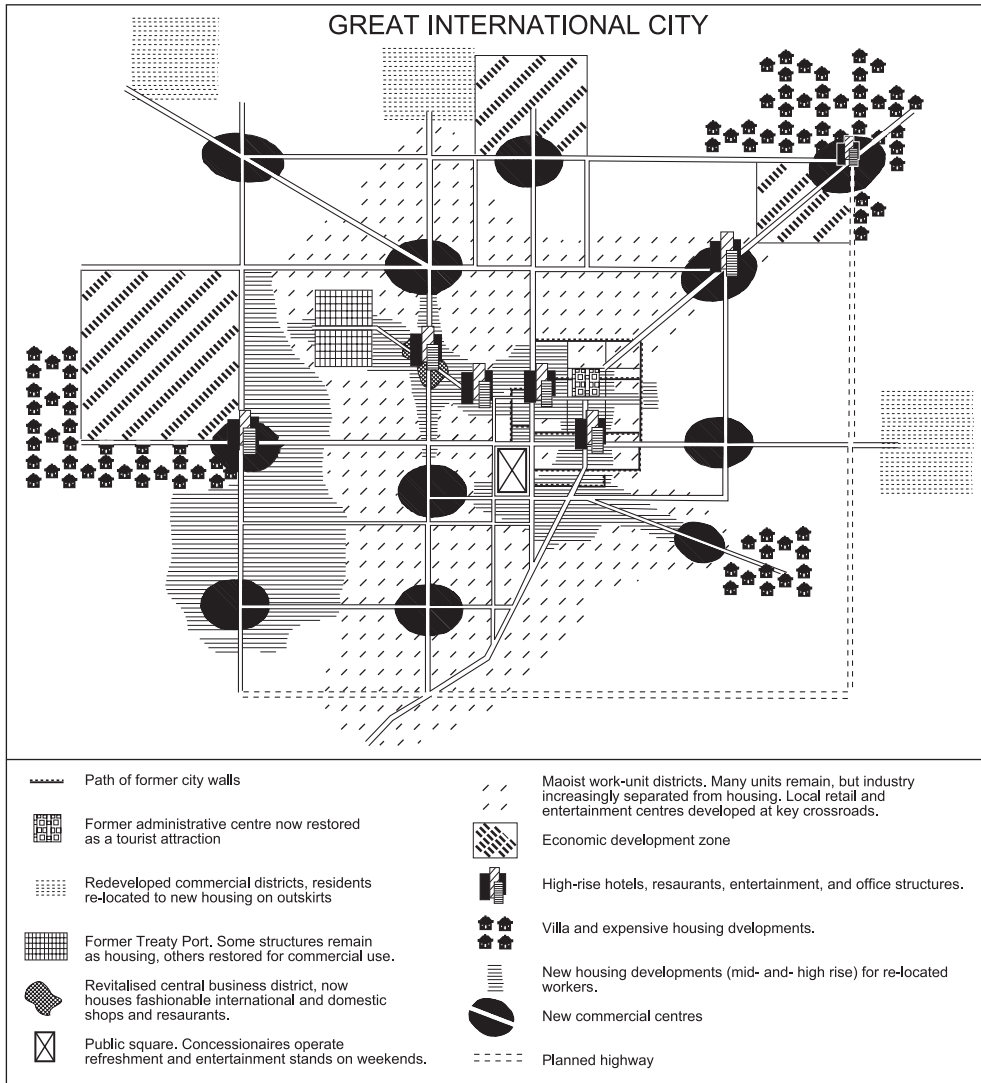 GREAT INTERNATIONAL CITY
Path of former city walls
Former administrative centre now restored
as a tourist attraction
Redeveloped commercial districts, residents
re-located to new housing on outskirts
Former Treaty Port. Some structures remain
as housing, others restored for commercial use.
Revitalised central business district, now
houses fashionable international and domestic
shops and resaurants.
Public square. Concessionaires operate
refreshment and entertainment stands on weekends.
Maoist work-unit districts. Many units remain, but industry
increasingly separated from housing. Local retail and
entertainment centres developed at key crossroads.
Economic development zone
High-rise hotels, resaurants, entertainment, and office structures.
Villa and expensive housing dvelopments.
New housing developments (mid- and- high rise) for re-located
workers.
New commercial centres
Planned highway